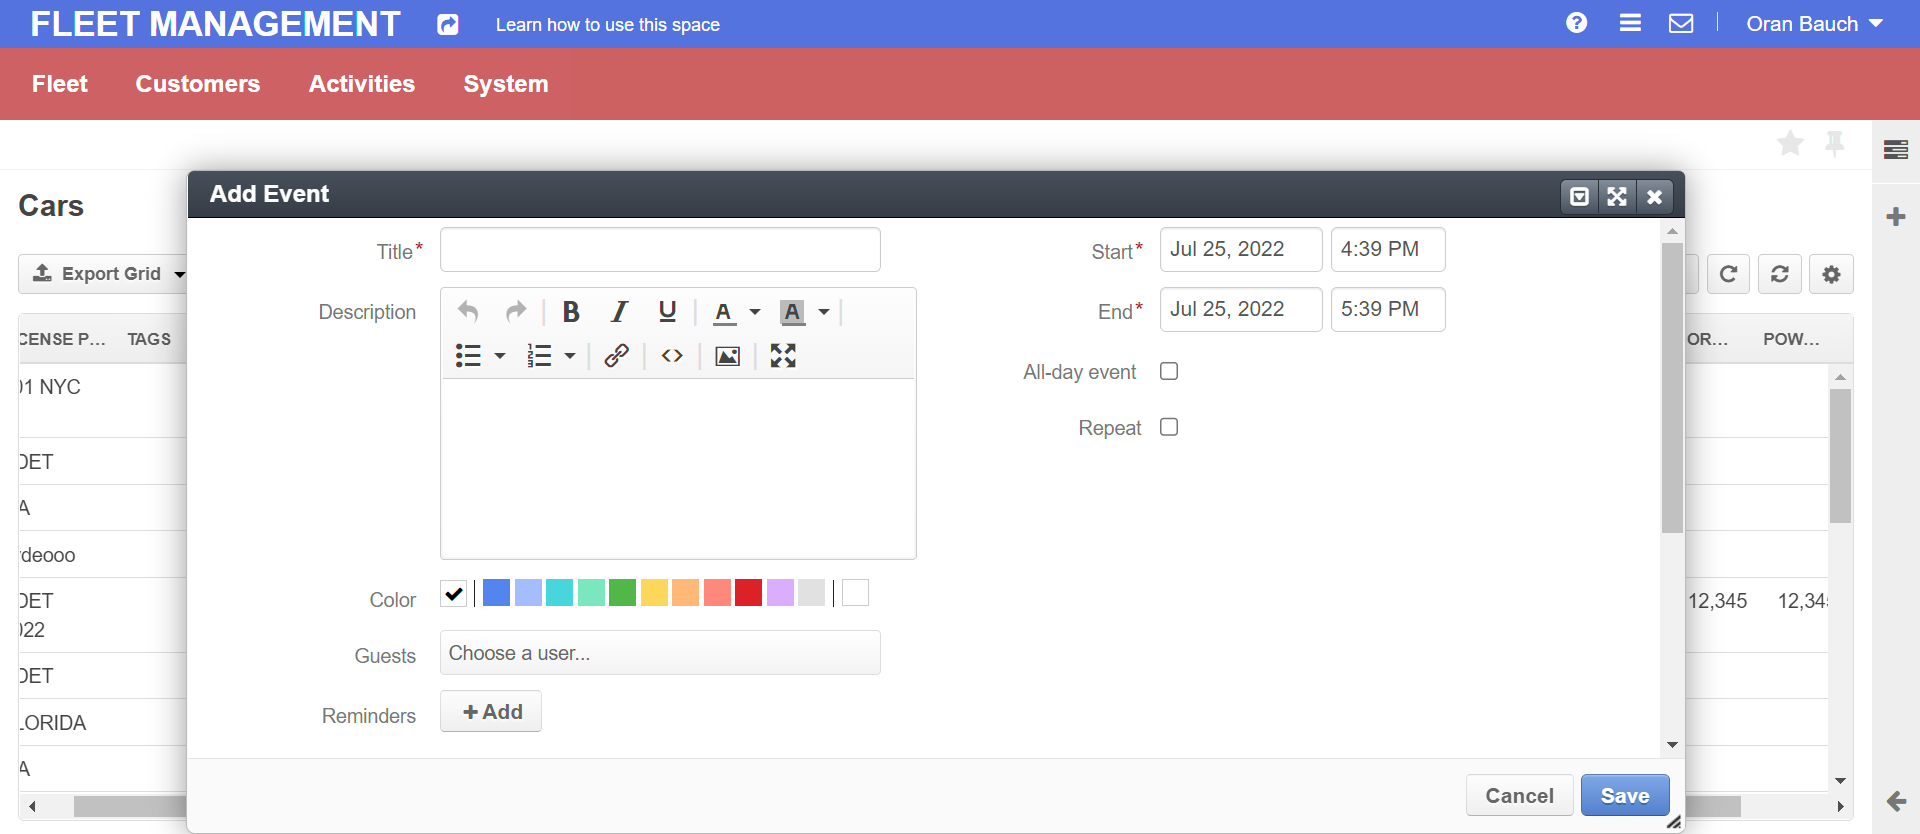 FLEET MANAGEMENT Learn how to use this space Oran Bauch
Fleet Customers Activities System
Cars
Add Event
Export Grid
Title*
Start* Jul 25, 2022 4:39 PM
Description
B I U A A
End* Jul 25, 2022 5:39 PM
All-day event
Repeat
Color
Guests Choose a user...
Reminders + Add
Cancel Save
CENSE P... TAGS
OR... POW...
01 NYC
DET
A
rdeooo
DET
022
12,345 12,34
DET
LORIDA
A